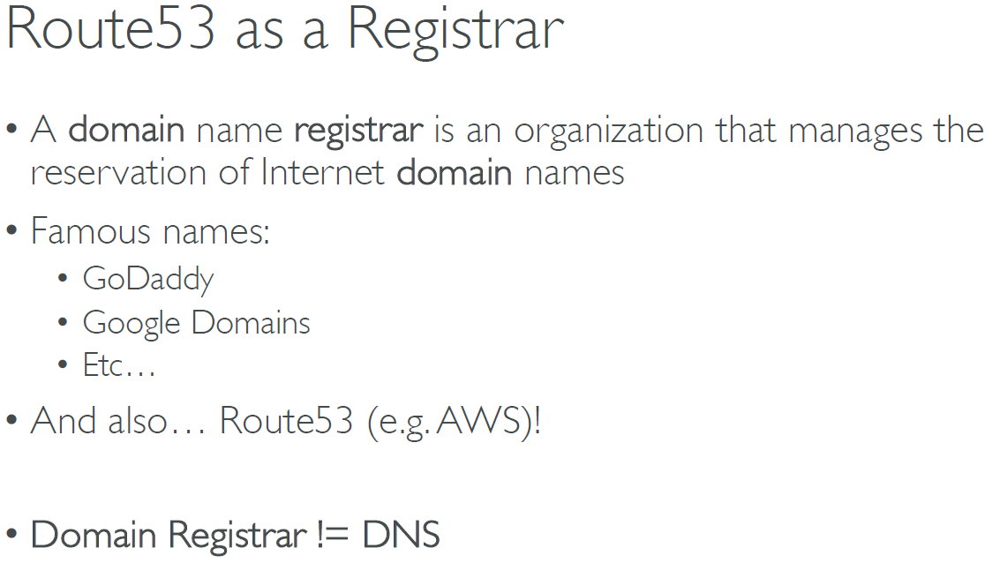 Route53 as a Registrar
• A domain name registrar is an organization that manages the
reservation of Internet domain names
• Famous names:
• GoDaddy
• Google Domains
• Etc…
• And also… Route53 (e.g. AWS)!
• Domain Registrar != DNS